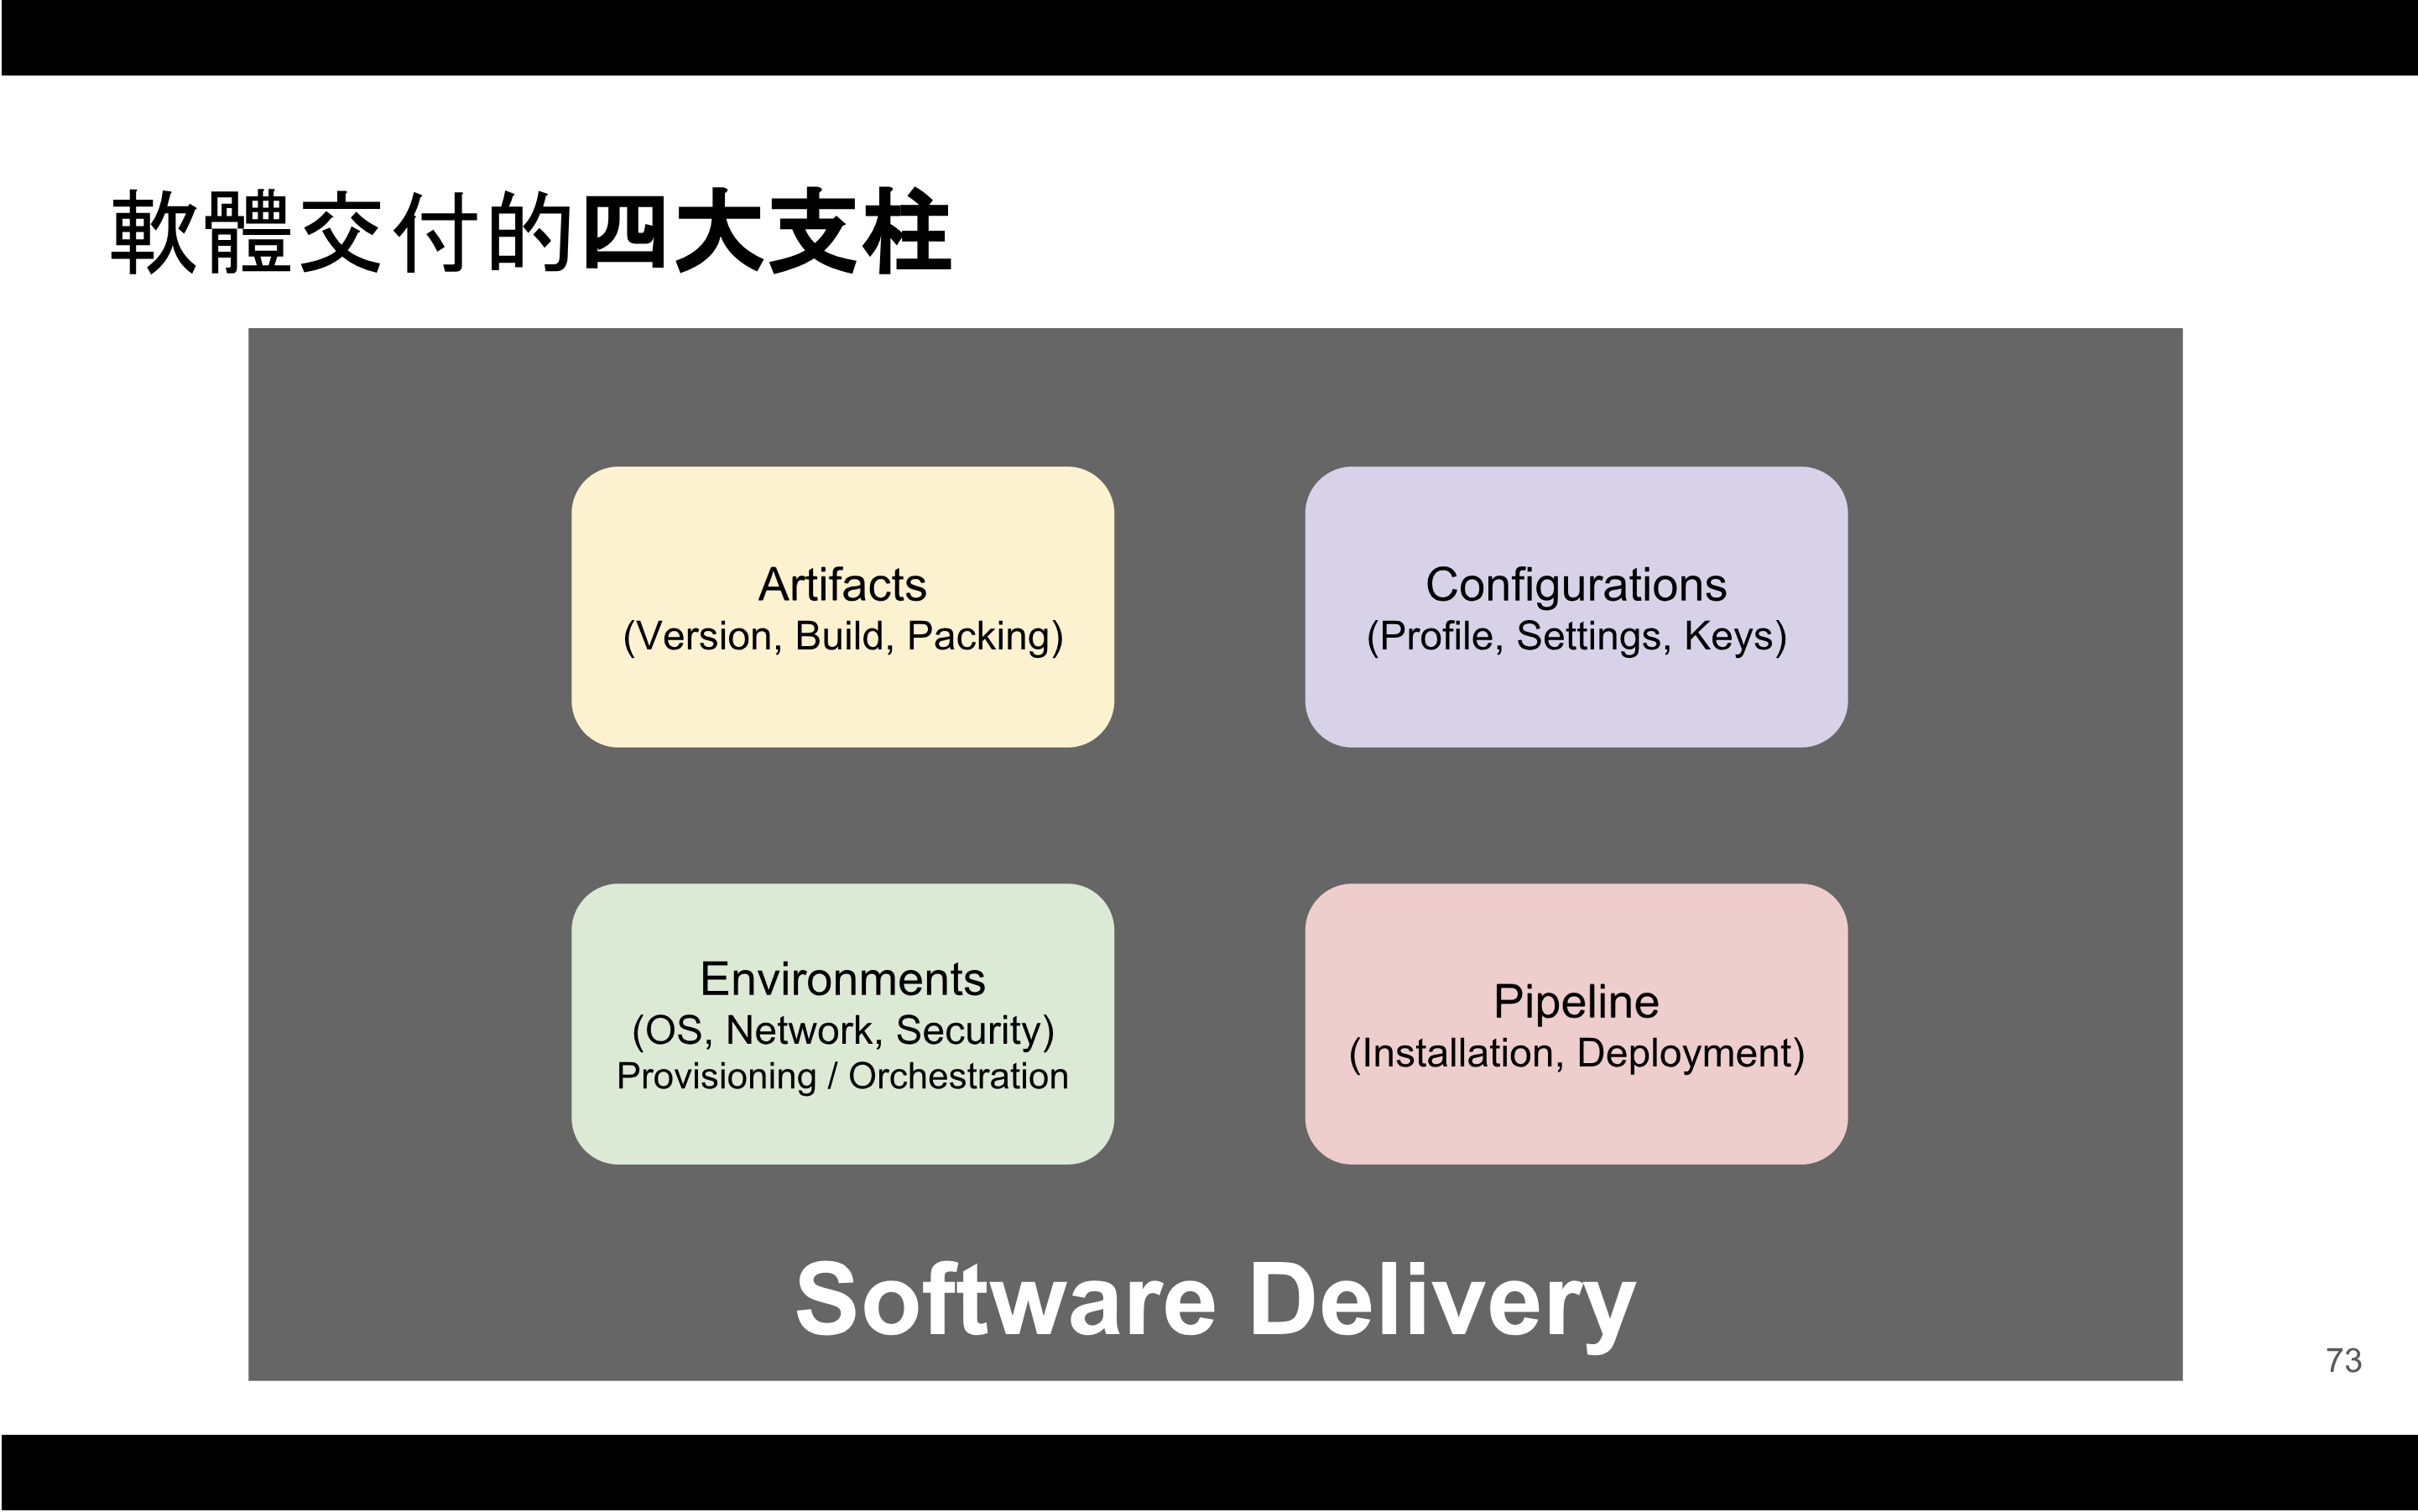 軟體交付的四大支柱
Artifacts
(Version, Build, Packing)
Configurations
(Profile, Settings, Keys)
Environments
(OS, Network, Security)
Provisioning / Orchestration
Pipeline
(Installation, Deployment)
Software Delivery
73